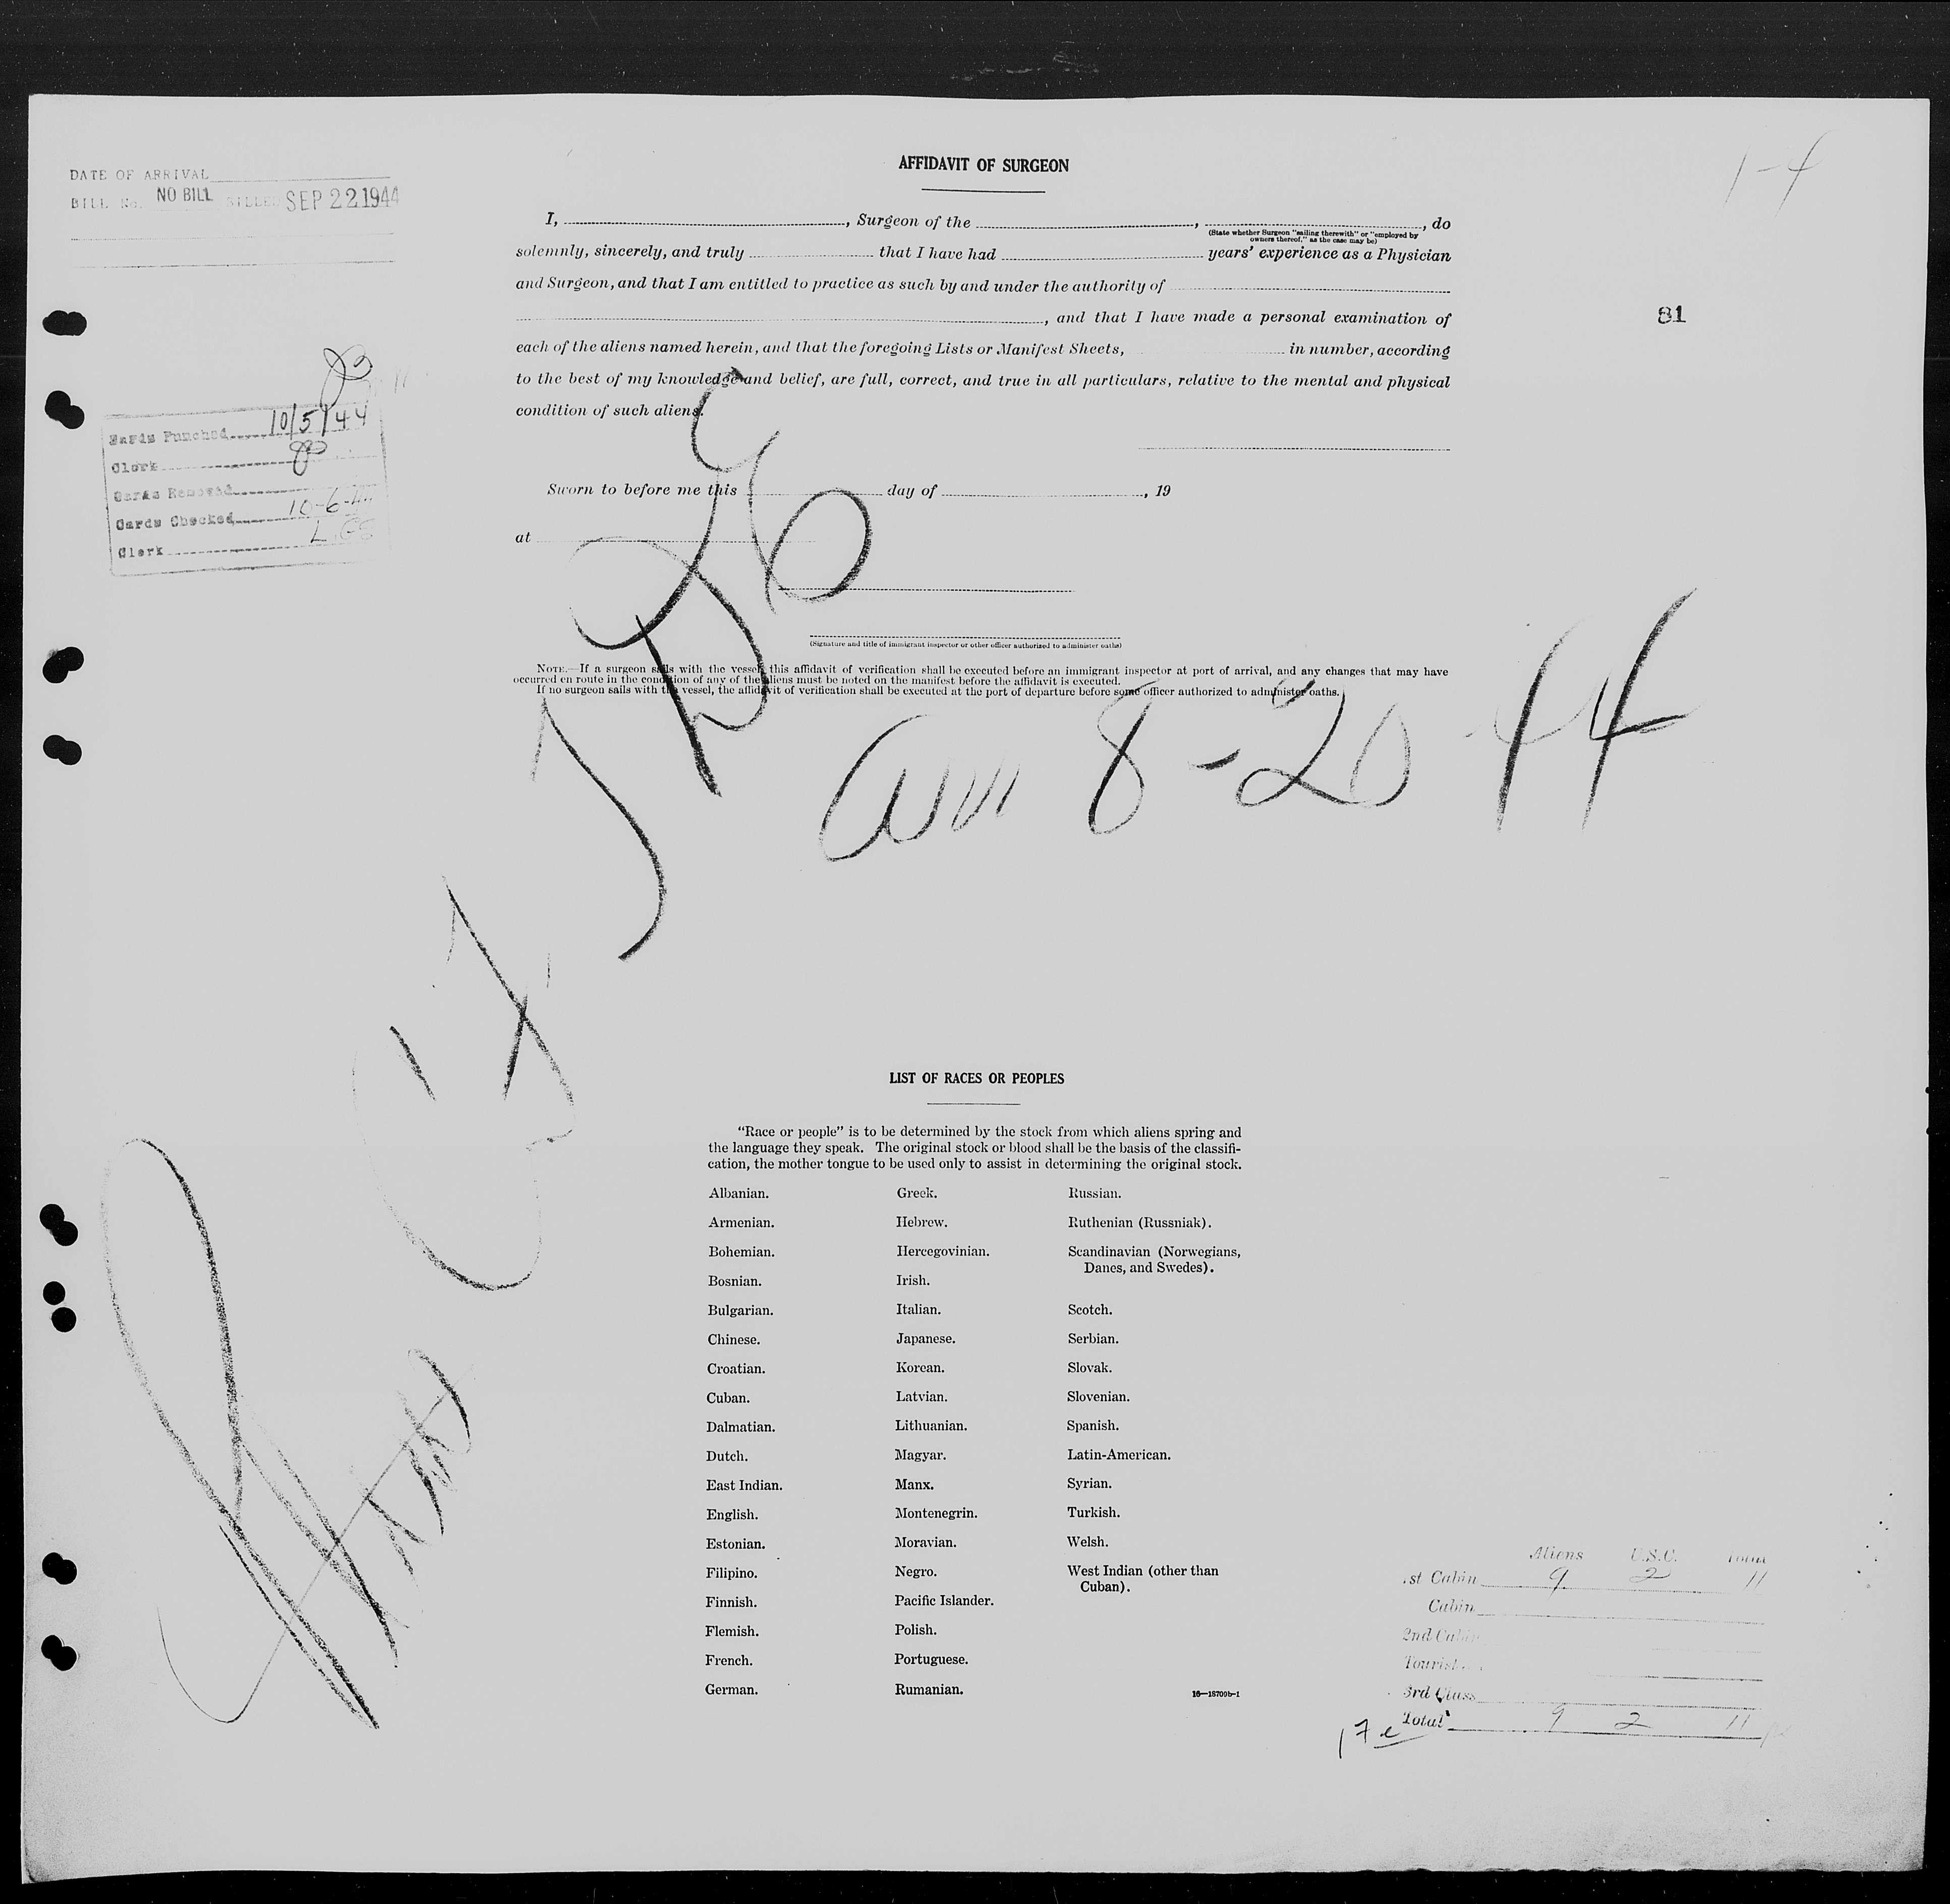 AFFIDAVIT OF SURGEON
1-4
DATE OF ARRIVAL
BILL No. NO BILL BILLED SEP 22 1944
I, , Surgeon of the , , do
(State whether Surgeon "sailing therewith" or "employed by
owners thereof," as the case may be)
solemnly, sincerely, and truly that I have had years' experience as a Physician
and Surgeon, and that I am entitled to practice as such by and under the authority of
, and that I have made a personal examination of
81
each of the aliens named herein, and that the foregoing Lists or Manifest Sheets, in number, according
to the best of my knowledge and belief, are full, correct, and true in all particulars, relative to the mental and physical
condition of such aliens.
Cards Punched 10/5/44
Clerk
Cards Removed
Cards Checked 10-6-44
Clerk
Sworn to before me this day of , 19
at
(Signature and title of immigrant inspector or other officer authorized to administer oaths)
NOTE.—If a surgeon sails with the vessel, this affidavit of verification shall be executed before an immigrant inspector at port of arrival, and any changes that may have
occurred en route in the condition of any of the aliens must be noted on the manifest before the affidavit is executed.
If no surgeon sails with the vessel, the affidavit of verification shall be executed at the port of departure before some officer authorized to administer oaths.
8-20-44
LIST OF RACES OR PEOPLES
"Race or people" is to be determined by the stock from which aliens spring and
the language they speak. The original stock or blood shall be the basis of the classifi-
cation, the mother tongue to be used only to assist in determining the original stock.
Albanian.
Armenian.
Bohemian.
Bosnian.
Bulgarian.
Chinese.
Croatian.
Cuban.
Dalmatian.
Dutch.
East Indian.
English.
Estonian.
Filipino.
Finnish.
Flemish.
French.
German.
Greek.
Hebrew.
Hercegovinian.
Irish.
Italian.
Japanese.
Korean.
Latvian.
Lithuanian.
Magyar.
Manx.
Montenegrin.
Moravian.
Negro.
Pacific Islander.
Polish.
Portuguese.
Rumanian.
Russian.
Ruthenian (Russniak).
Scandinavian (Norwegians,
Danes, and Swedes).
Scotch.
Serbian.
Slovak.
Slovenian.
Spanish.
Latin-American.
Syrian.
Turkish.
Welsh.
West Indian (other than
Cuban).
16—18709b-1
Aliens U.S.C. Total
1st Cabin 9 2 11
Cabin
2nd Cabin
Tourist
3rd Class
Total 9 2 11